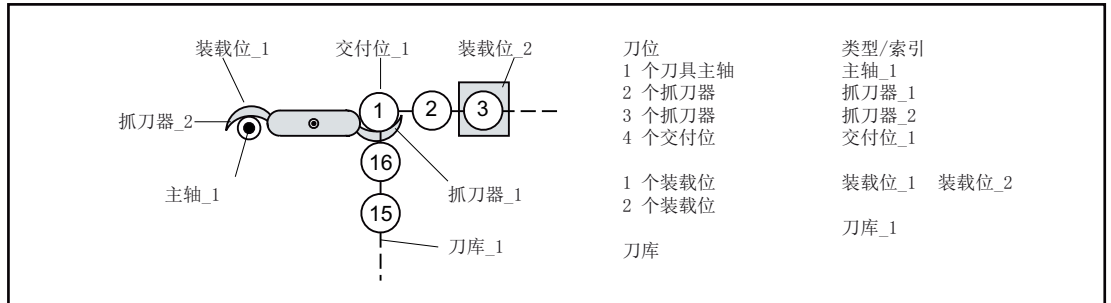 装载位_1
交付位_1
装载位_2
抓刀器_2
1
2
3
16
主轴_1
抓刀器_1
15
刀库_1
刀位 类型/索引
1 个刀具主轴 主轴_1
2 个抓刀器 抓刀器_1
3 个抓刀器 抓刀器_2
4 个交付位 交付位_1
1 个装载位 装载位_1 装载位_2
2 个装载位
刀库_1
刀库